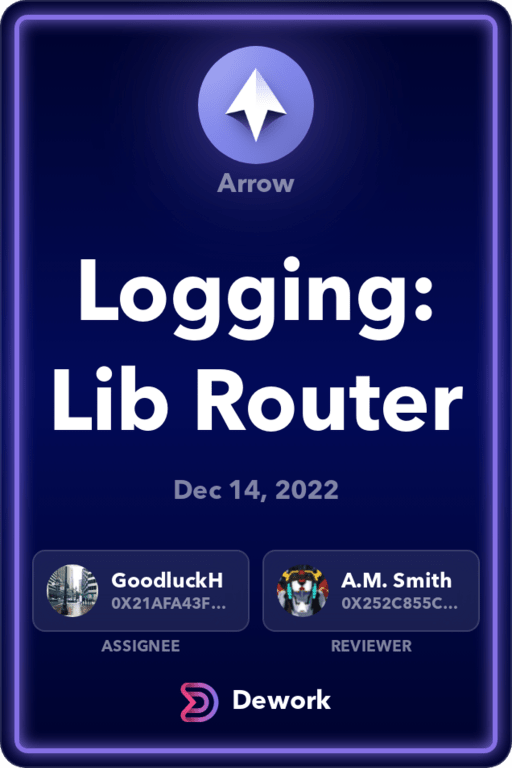 Arrow
Logging:
Lib Router
Dec 14, 2022
GoodluckH
0X21AFA43F...
ASSIGNEE
A.M. Smith
0X252C855C...
REVIEWER
Dework